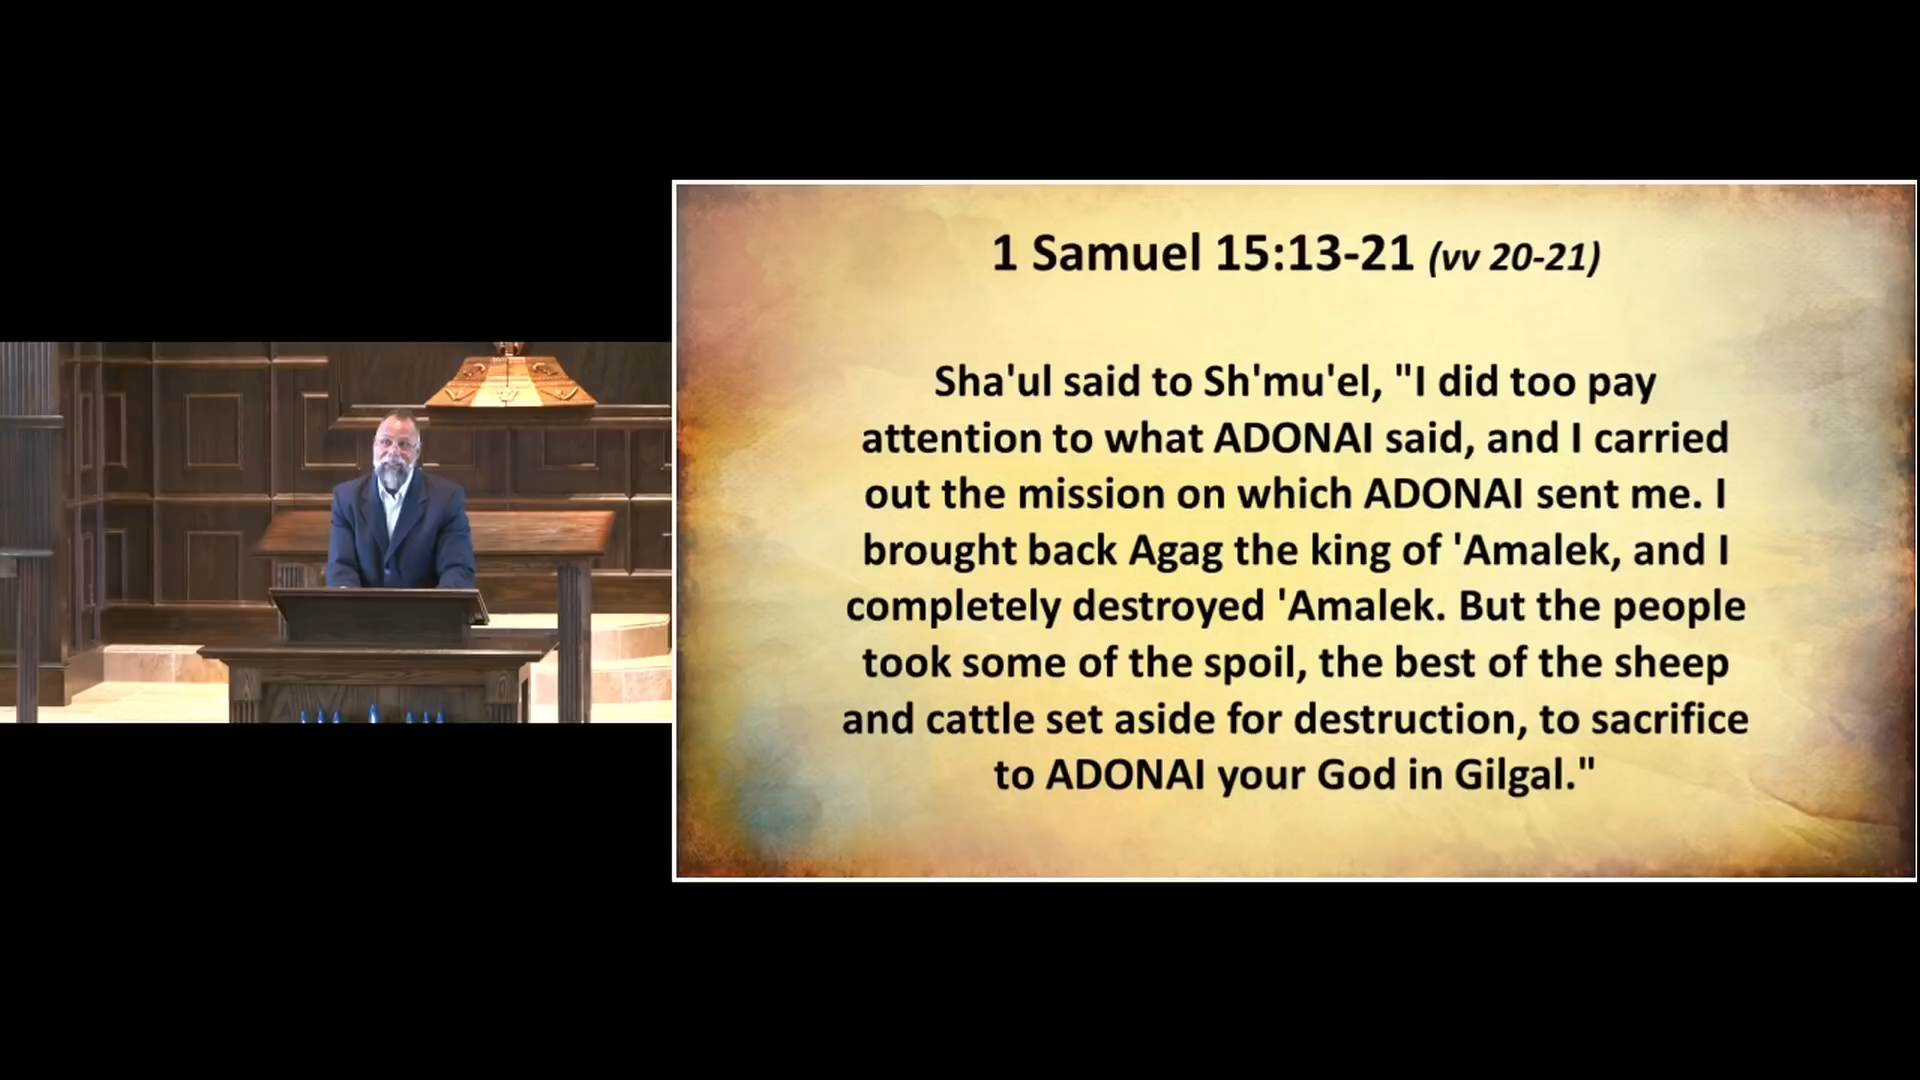 1 Samuel 15:13-21 (vv 20-21)
Sha'ul said to Sh'mu'el, "I did too pay
attention to what ADONAI said, and I carried
out the mission on which ADONAI sent me. I
brought back Agag the king of 'Amalek, and I
completely destroyed 'Amalek. But the people
took some of the spoil, the best of the sheep
and cattle set aside for destruction, to sacrifice
to ADONAI your God in Gilgal."